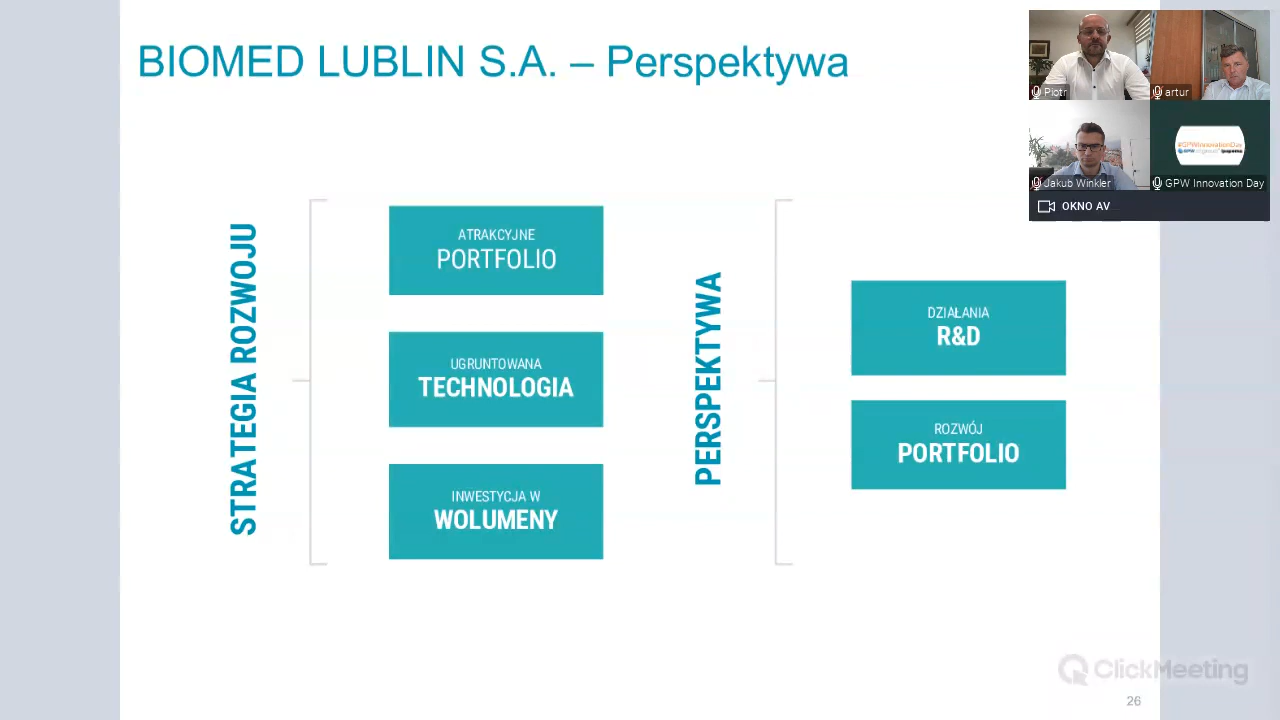 BIOMED LUBLIN S.A. – Perspektywa
Piotr
artur
Jakub Winkler
#GPWInnovationDay
GPW Innovation Day
OKNO AV
STRATEGIA ROZWOJU
ATRAKCYJNE
PORTFOLIO
UGRUNTOWANA
TECHNOLOGIA
INWESTYCJA W
WOLUMENY
PERSPEKTYWA
DZIAŁANIA
R&D
ROZWÓJ
PORTFOLIO
ClickMeeting
26